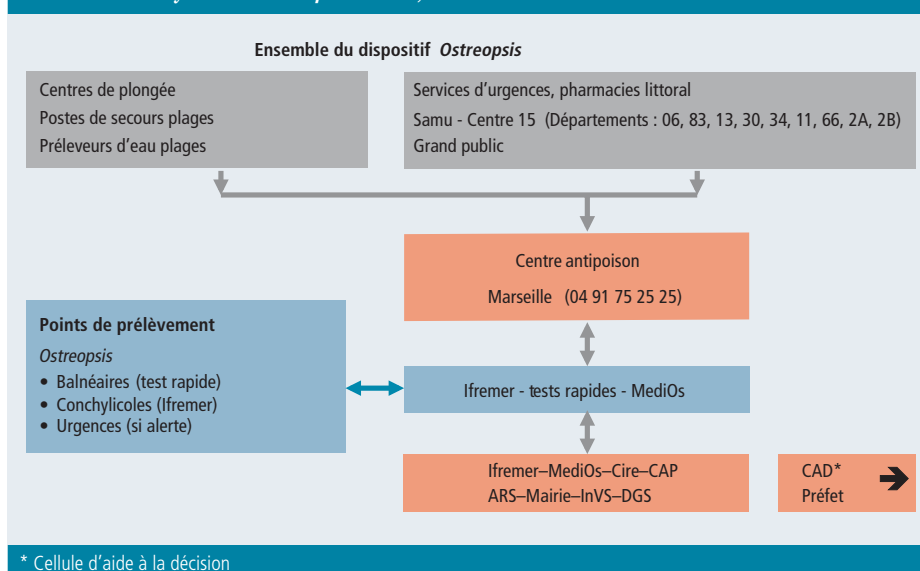 Ensemble du dispositif Ostreopsis
Centres de plongée
Postes de secours plages
Préleveurs d'eau plages
Services d'urgences, pharmacies littoral
Samu - Centre 15 (Départements : 06, 83, 13, 30, 34, 11, 66, 2A, 2B)
Grand public
Centre antipoison
Marseille (04 91 75 25 25)
Points de prélèvement
Ostreopsis
• Balnéaires (test rapide)
• Conchylicoles (Ifremer)
• Urgences (si alerte)
Ifremer - tests rapides - MediOs
Ifremer–MediOs–Cire–CAP
ARS–Mairie–InVS–DGS
CAD*
Préfet
* Cellule d'aide à la décision